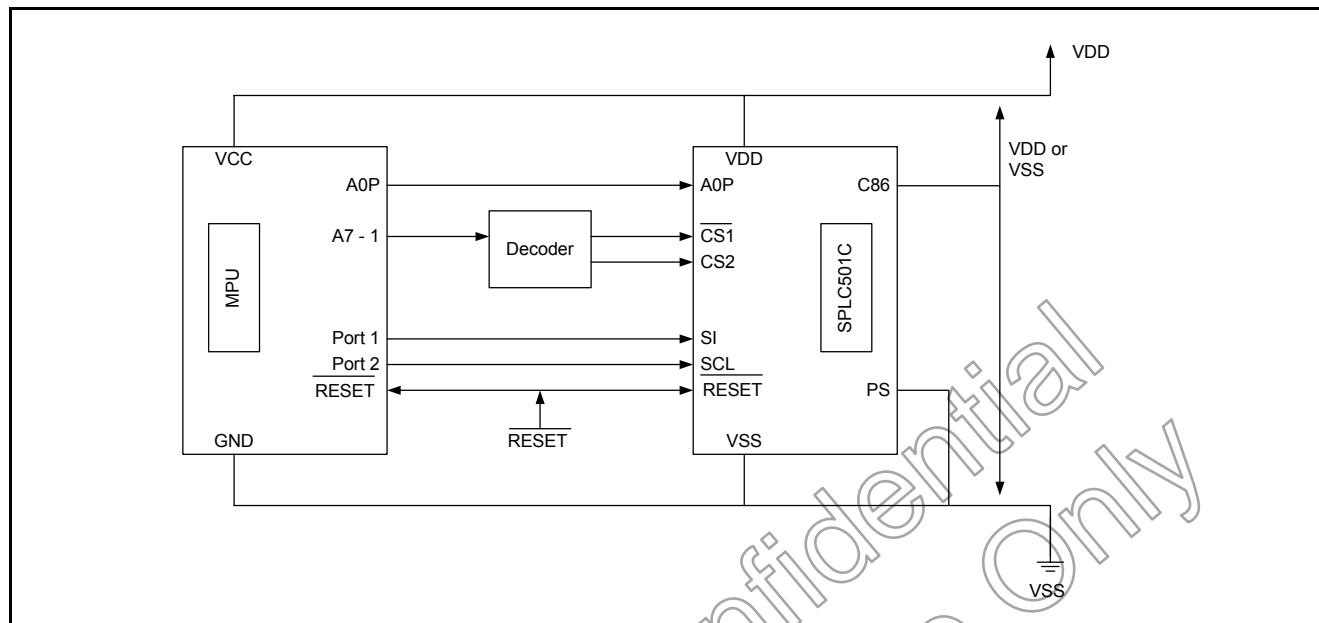 VDD
VDD or
VSS
VCC
A0P
A7 - 1
MPU
Port 1
Port 2
RESET
GND
Decoder
RESET
VDD
A0P
CS1
CS2
SI
SCL
RESET
VSS
C86
SPLC501C
PS
VSS
Only